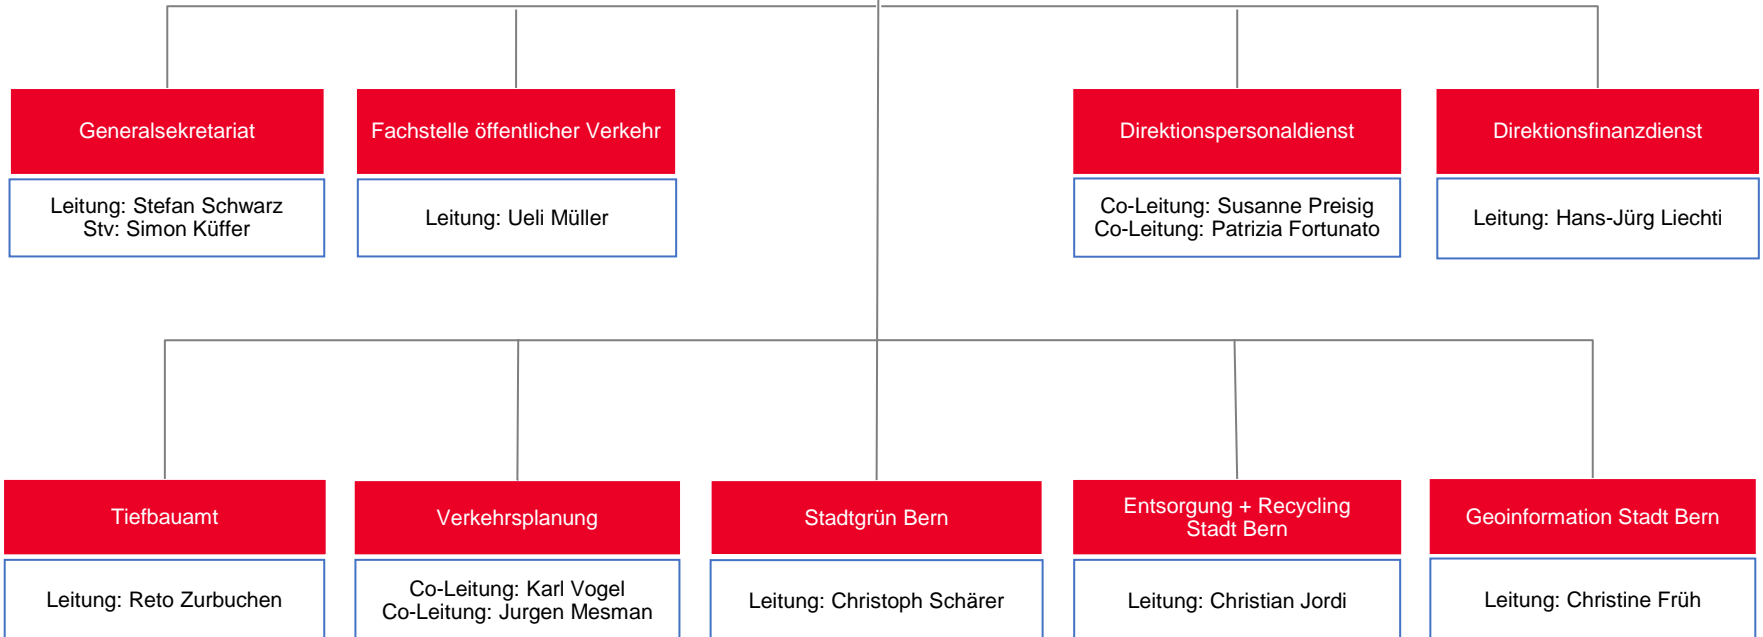 Generalsekretariat
Leitung: Stefan Schwarz
Stv: Simon Küffer
Fachstelle öffentlicher Verkehr
Leitung: Ueli Müller
Direktionspersonaldienst
Co-Leitung: Susanne Preisig
Co-Leitung: Patrizia Fortunato
Direktionsfinanzdienst
Leitung: Hans-Jürg Liechti
Tiefbauamt
Leitung: Reto Zurbuchen
Verkehrsplanung
Co-Leitung: Karl Vogel
Co-Leitung: Jurgen Mesman
Stadtgrün Bern
Leitung: Christoph Schärer
Entsorgung + Recycling
Stadt Bern
Leitung: Christian Jordi
Geoinformation Stadt Bern
Leitung: Christine Früh